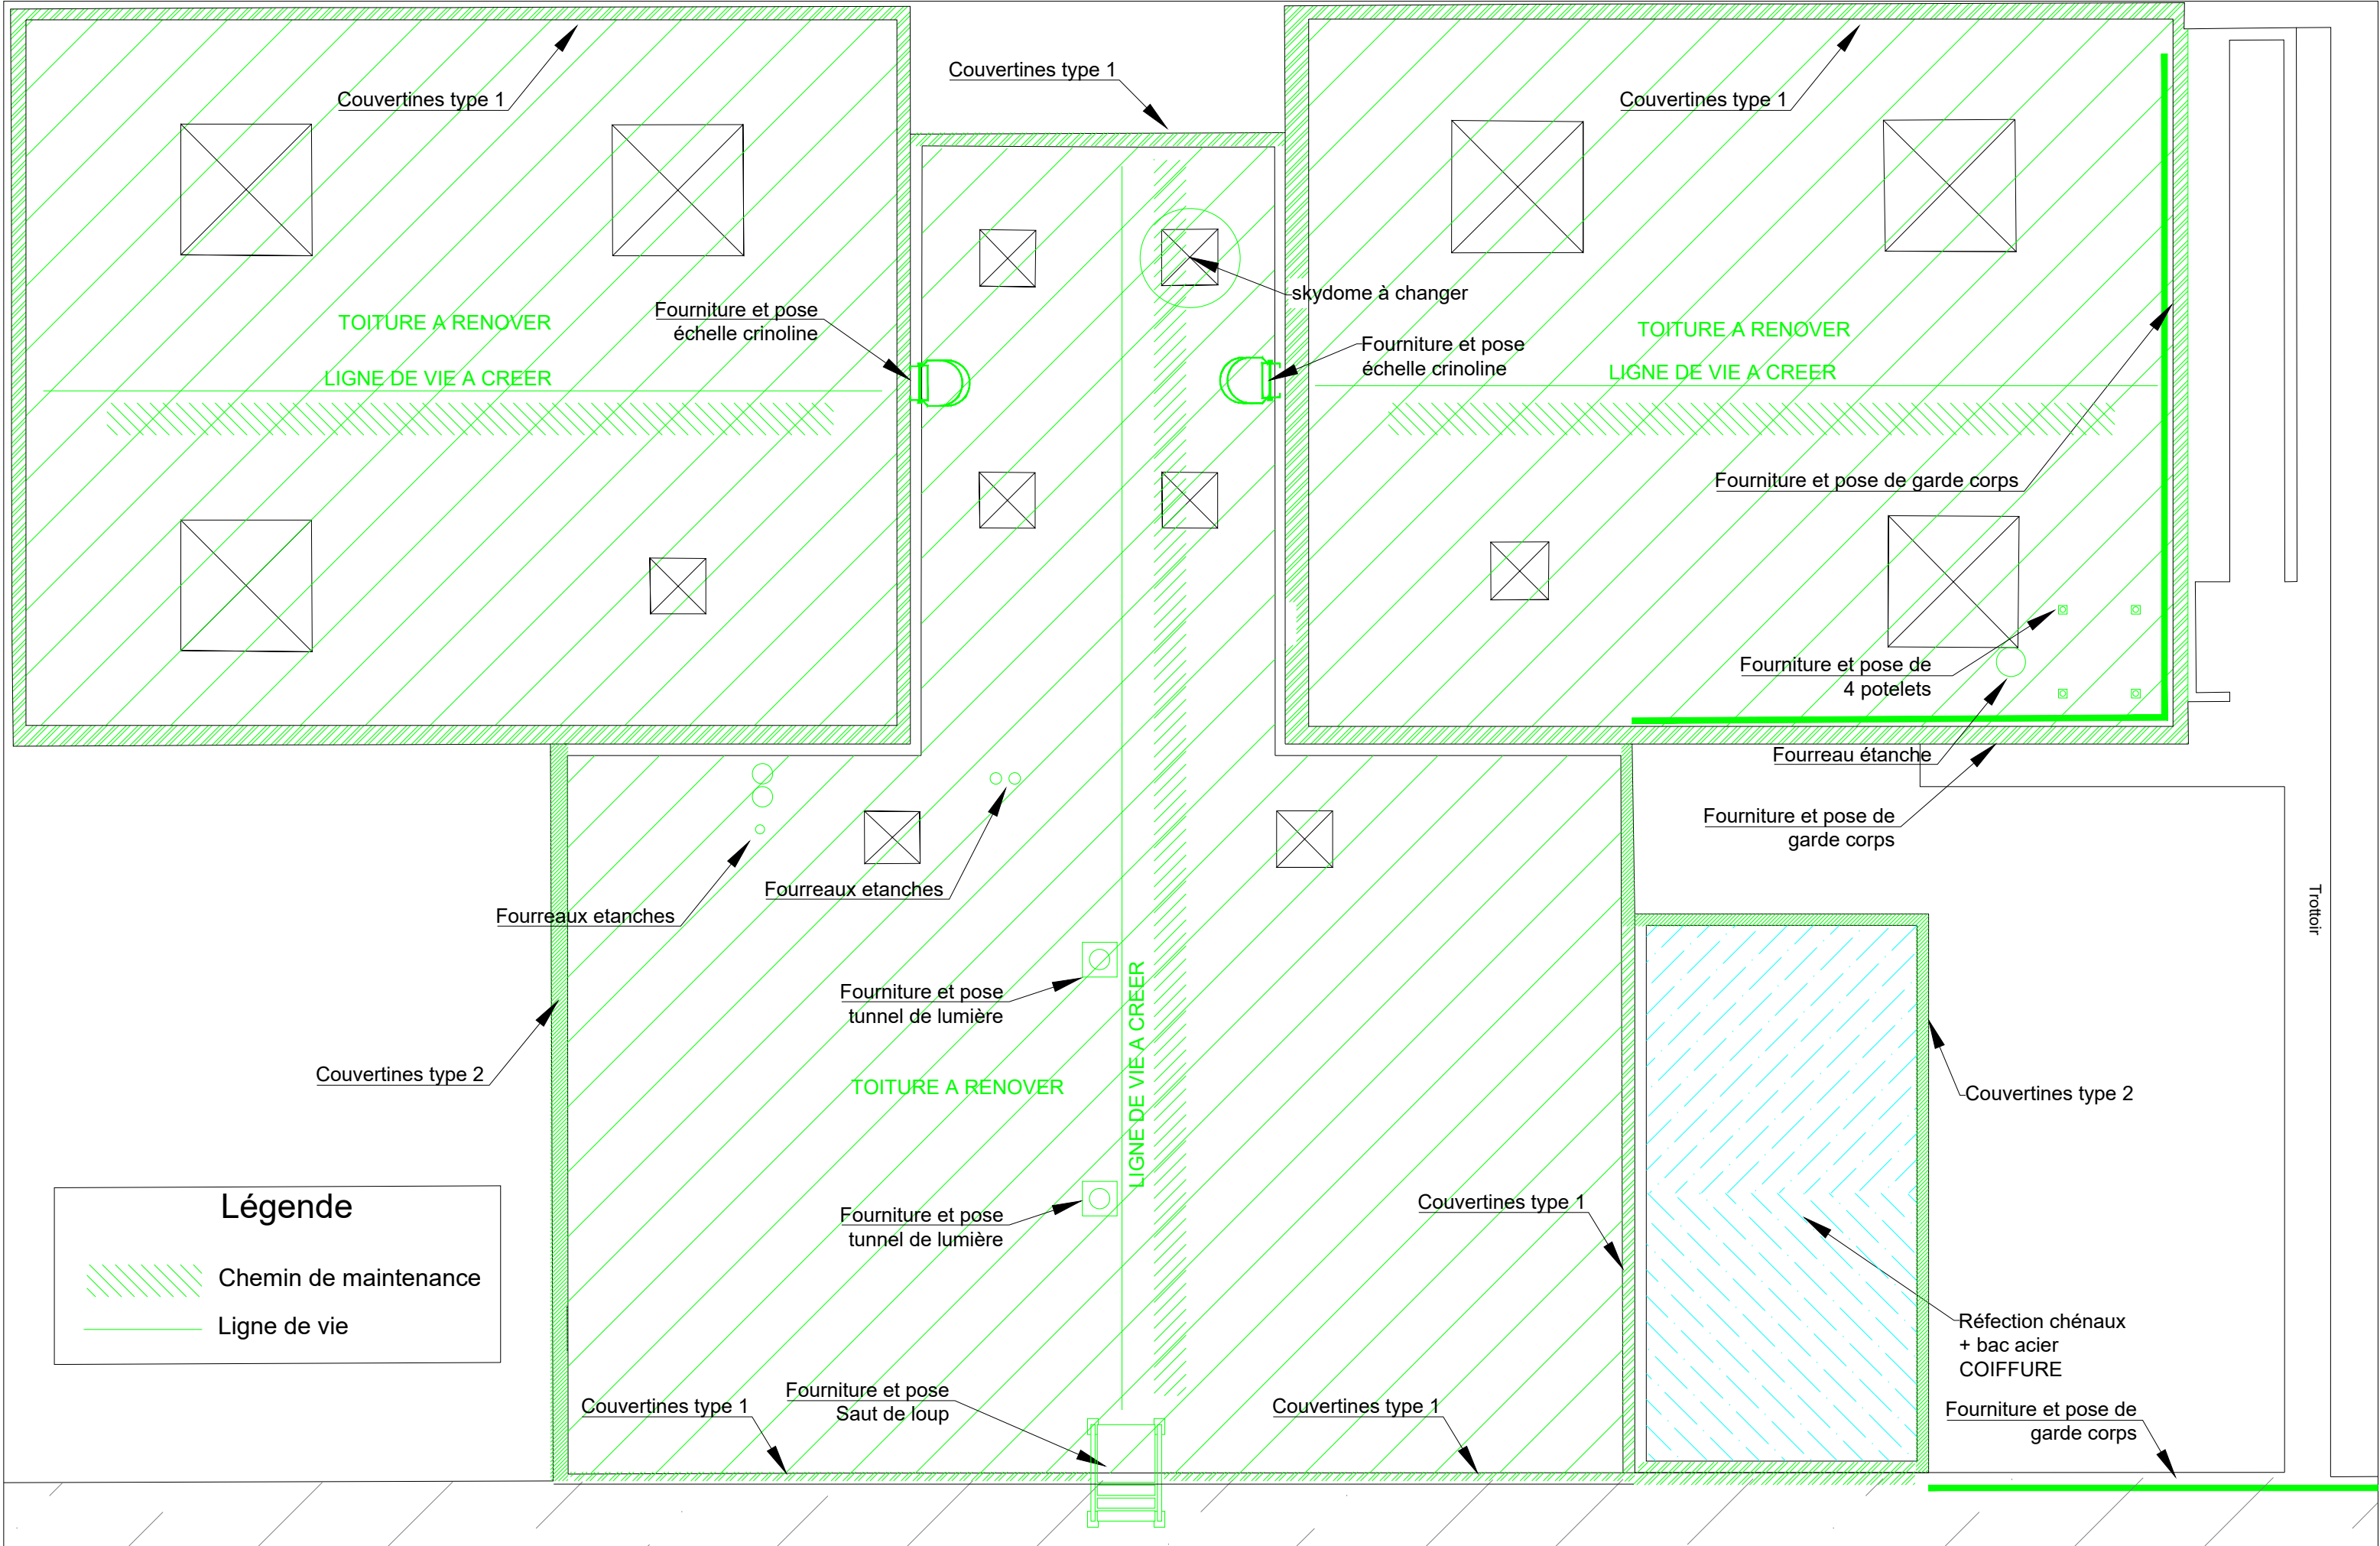 Couvertines type 1
Couvertines type 1
Couvertines type 1
skydome à changer
Fourniture et pose
échelle crinoline
TOITURE A RENOVER
LIGNE DE VIE A CREER
Fourniture et pose
échelle crinoline
TOITURE A RENOVER
LIGNE DE VIE A CREER
Fourniture et pose de garde corps
Fourniture et pose de
4 potelets
Fourreau étanche
Fourniture et pose de
garde corps
Fourreaux etanches
Fourreaux etanches
Trottoir
Fourniture et pose
tunnel de lumière
LIGNE DE VIE A CREER
Couvertines type 2
TOITURE A RENOVER
Couvertines type 2
Fourniture et pose
tunnel de lumière
Couvertines type 1
Légende
Chemin de maintenance
Ligne de vie
Réfection chénaux
+ bac acier
COIFFURE
Couvertines type 1
Fourniture et pose
Saut de loup
Couvertines type 1
Fourniture et pose de
garde corps